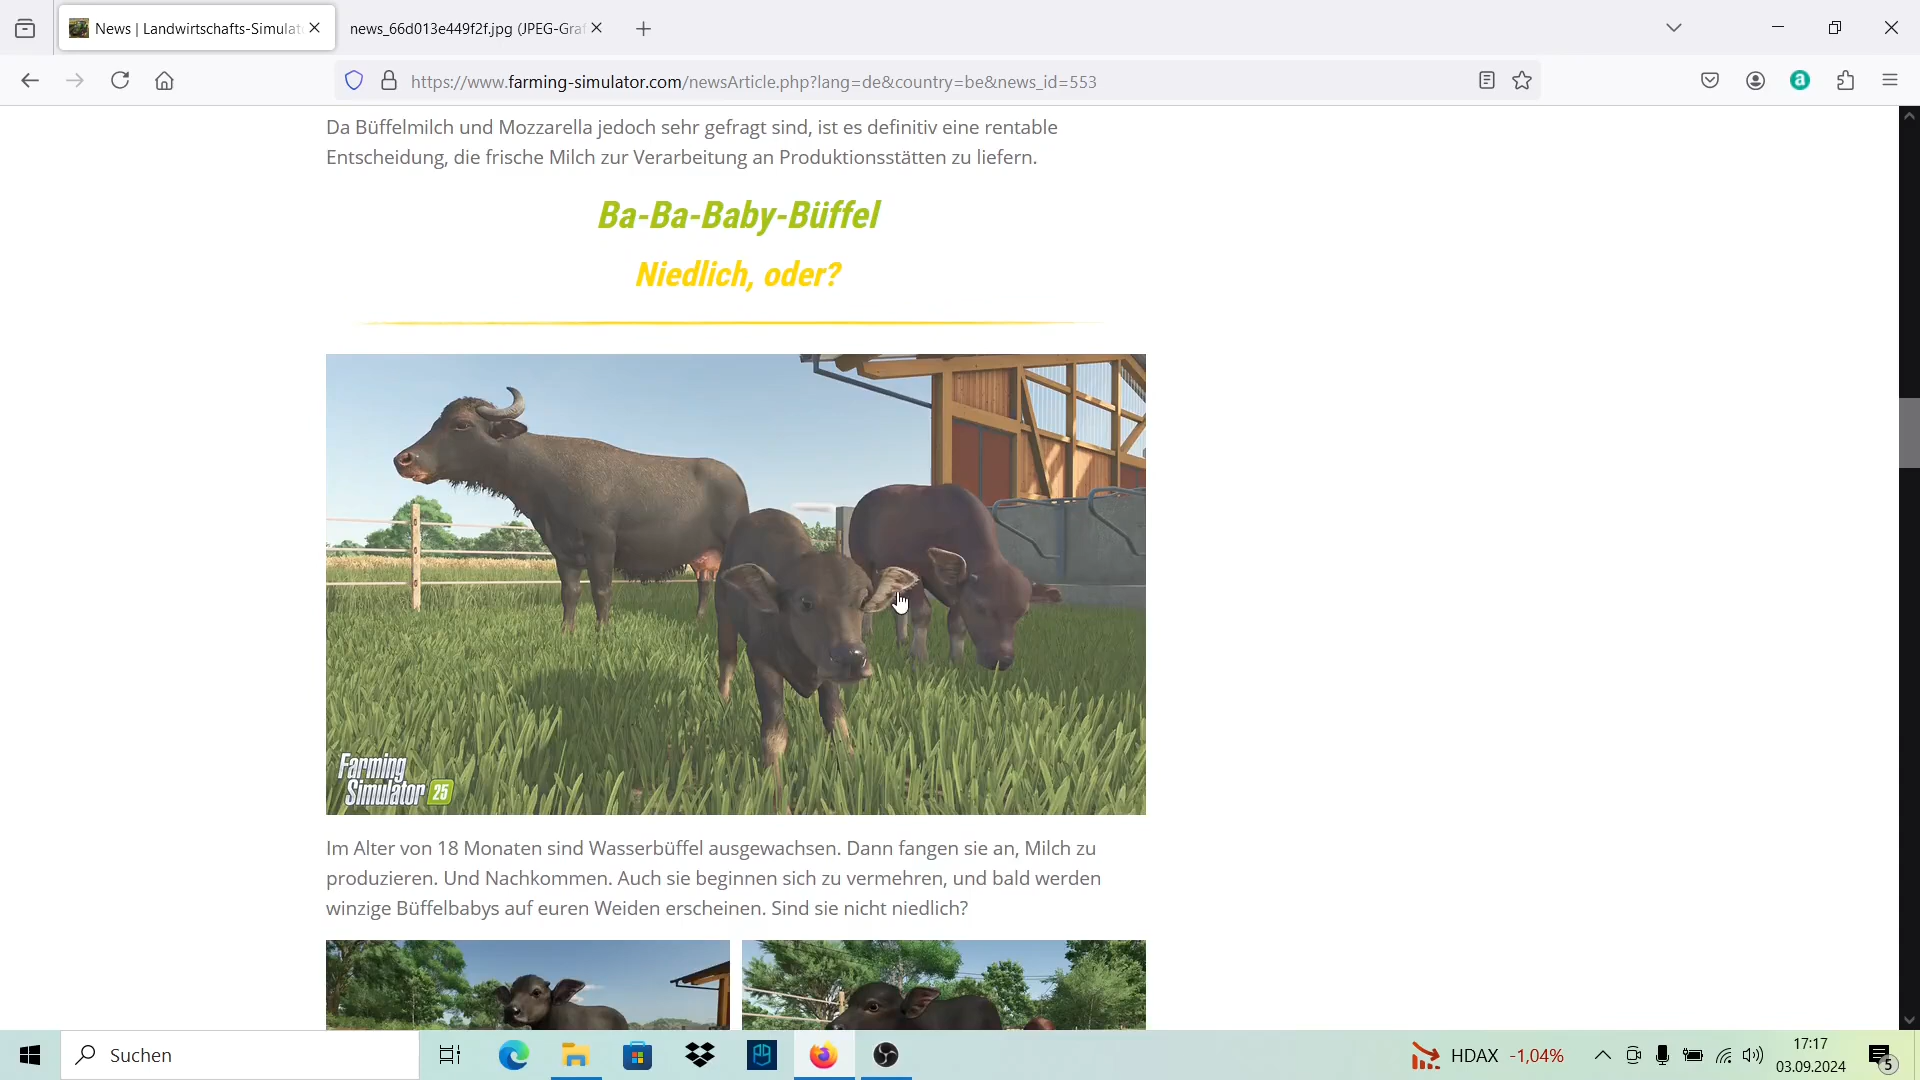 News | Landwirtschafts-Simulat
news_66d013e449f2f.jpg (JPEG-Gra
https://www.farming-simulator.com/newsArticle.php?lang=de&country=be&news_id=553
Da Büffelmilch und Mozzarella jedoch sehr gefragt sind, ist es definitiv eine rentable
Entscheidung, die frische Milch zur Verarbeitung an Produktionsstätten zu liefern.
Ba-Ba-Baby-Büffel
Niedlich, oder?
Farming
Simulator 25
Im Alter von 18 Monaten sind Wasserbüffel ausgewachsen. Dann fangen sie an, Milch zu
produzieren. Und Nachkommen. Auch sie beginnen sich zu vermehren, und bald werden
winzige Büffelbabys auf euren Weiden erscheinen. Sind sie nicht niedlich?
Suchen
HDAX -1,04%
17:17
03.09.2024
5